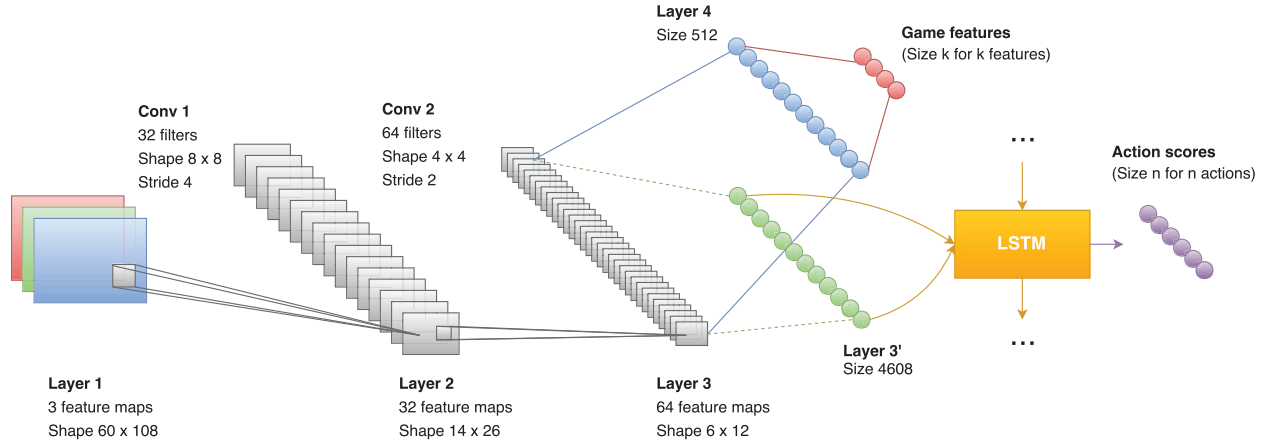 Layer 4
Size 512
Game features
(Size k for k features)
Conv 1
32 filters
Shape 8 x 8
Stride 4
Conv 2
64 filters
Shape 4 x 4
Stride 2
...
Action scores
(Size n for n actions)
LSTM
...
Layer 3'
Size 4608
Layer 1
3 feature maps
Shape 60 x 108
Layer 2
32 feature maps
Shape 14 x 26
Layer 3
64 feature maps
Shape 6 x 12